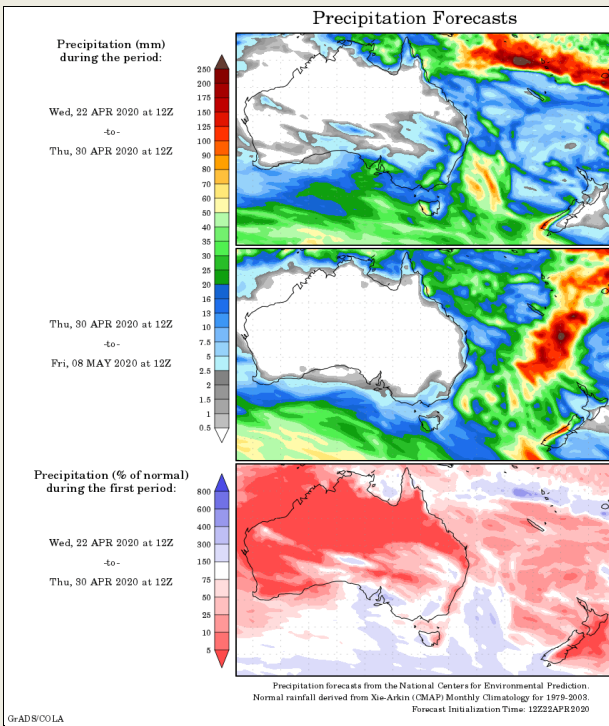 Precipitation Forecasts
Precipitation (mm)
during the period:
Wed, 22 APR 2020 at 12Z
-to-
Thu, 30 APR 2020 at 12Z
250
200
175
150
125
100
90
80
70
60
50
40
35
30
25
20
16
13
10
7.5
5
2.5
2
1.5
1
0.5
Thu, 30 APR 2020 at 12Z
-to-
Fri, 08 MAY 2020 at 12Z
Precipitation (% of normal)
during the first period:
Wed, 22 APR 2020 at 12Z
-to-
Thu, 30 APR 2020 at 12Z
800
600
400
300
150
75
50
25
10
5
Precipitation forecasts from the National Centers for Environmental Prediction.
Normal rainfall derived from Xie-Arkin (CMAP) Monthly Climatology for 1979-2003.
Forecast Initialization Time: 12Z22APR2020
GrADS/COLA